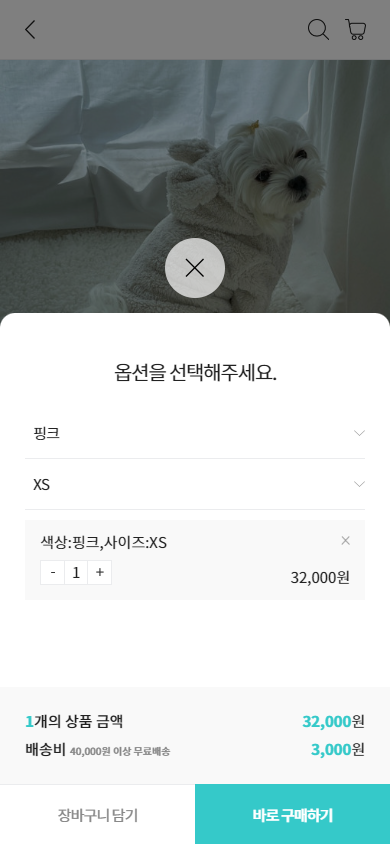 옵션을 선택해주세요.
핑크
XS
색상:핑크,사이즈:XS
- 1 +
32,000원
1개의 상품 금액 32,000원
배송비 40,000원 이상 무료배송 3,000원
장바구니 담기 바로 구매하기